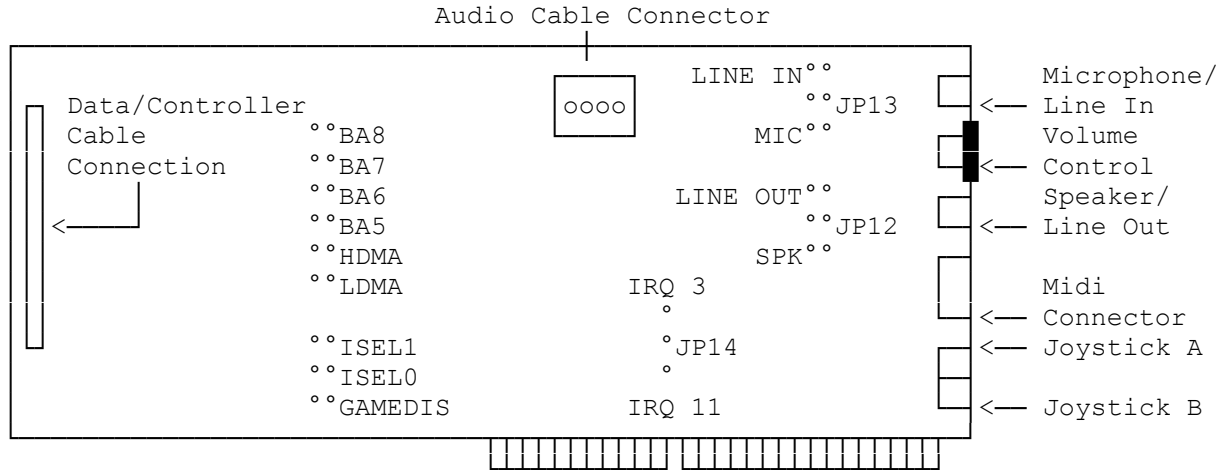 Audio Cable Connector
LINE IN°° Microphone/
Data/Controller oooo °°JP13 <── Line In
Cable °°BA8 MIC°° Volume
Connection °°BA7 <── Control
°°BA6 LINE OUT°° Speaker/
<── °°BA5 °°JP12 <── Line Out
°°HDMA SPK°°
°°LDMA IRQ 3 Midi
° <── Connector
°°ISEL1 °JP14 <── Joystick A
°°ISEL0 °
°°GAMEDIS IRQ 11 <── Joystick B